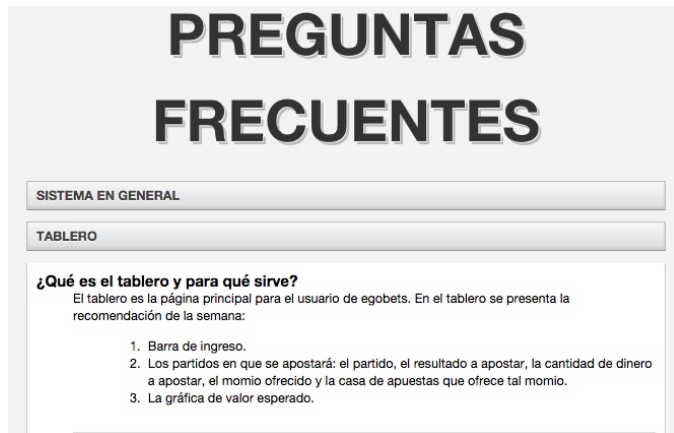 PREGUNTAS
FRECUENTES
SISTEMA EN GENERAL
TABLERO
¿Qué es el tablero y para qué sirve?
El tablero es la página principal para el usuario de egobets. En el tablero se presenta la
recomendación de la semana:
1. Barra de ingreso.
2. Los partidos en que se apostará: el partido, el resultado a apostar, la cantidad de dinero
a apostar, el momio ofrecido y la casa de apuestas que ofrece tal momio.
3. La gráfica de valor esperado.